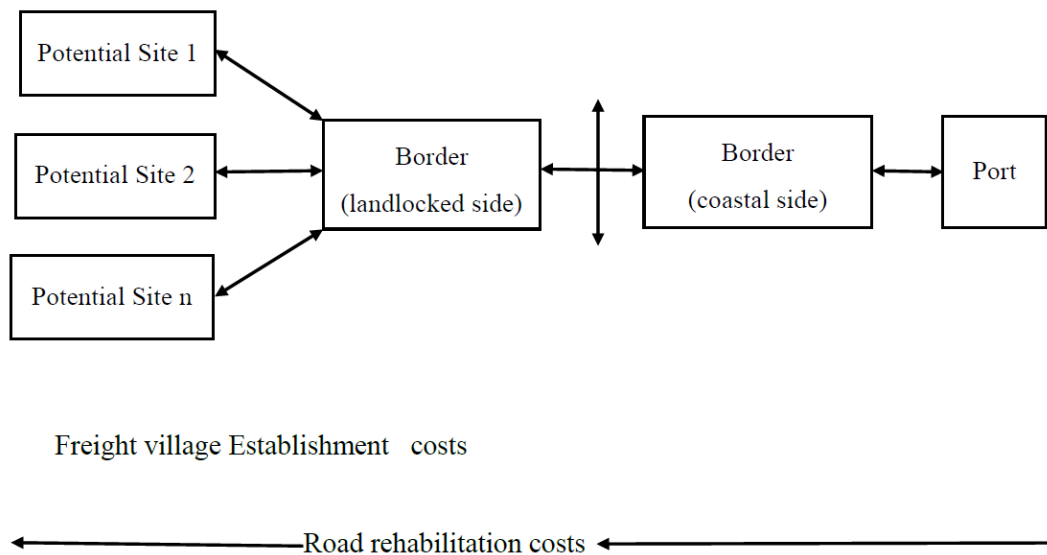 Potential Site 1
Potential Site 2
Potential Site n
Border
(landlocked side)
Border
(coastal side)
Port
Freight village Establishment costs
Road rehabilitation costs